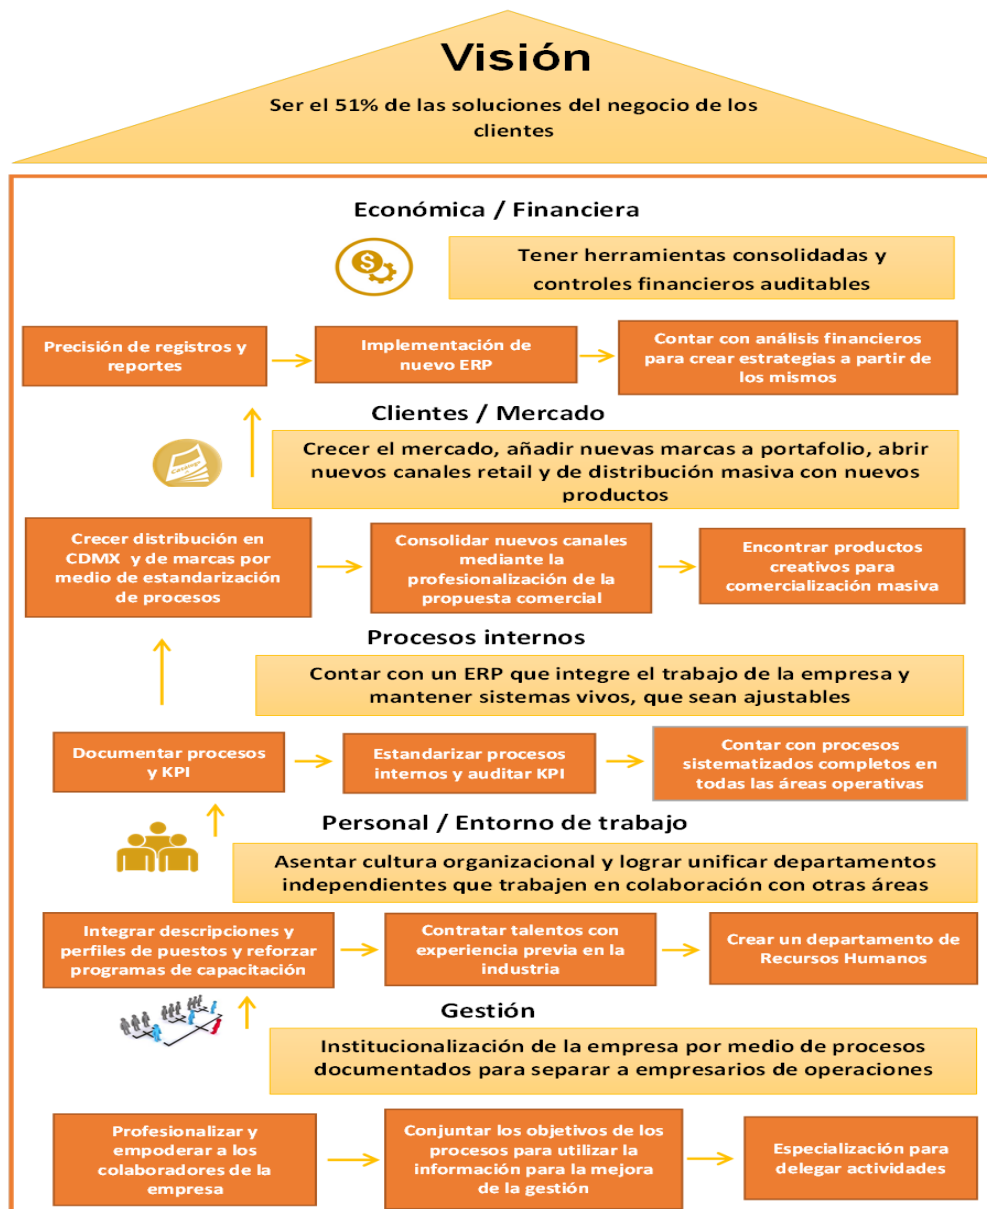 Visión
Ser el 51% de las soluciones del negocio de los
clientes
Económica / Financiera
Tener herramientas consolidadas y
controles financieros auditables
Precisión de registros y
reportes
Implementación de
nuevo ERP
Contar con análisis financieros
para crear estrategias a partir de
los mismos
Clientes / Mercado
Catálogo
Crecer el mercado, añadir nuevas marcas a portafolio, abrir
nuevos canales retail y de distribución masiva con nuevos
productos
Crecer distribución en
CDMX y de marcas por
medio de estandarización
de procesos
Consolidar nuevos canales
mediante la
profesionalización de la
propuesta comercial
Encontrar productos
creativos para
comercialización masiva
Procesos internos
Contar con un ERP que integre el trabajo de la empresa y
mantener sistemas vivos, que sean ajustables
Documentar procesos
y KPI
Estandarizar procesos
internos y auditar KPI
Contar con procesos
sistematizados completos en
todas las áreas operativas
Personal / Entorno de trabajo
Asentar cultura organizacional y lograr unificar departamentos
independientes que trabajen en colaboración con otras áreas
Integrar descripciones y
perfiles de puestos y reforzar
programas de capacitación
Contratar talentos con
experiencia previa en la
industria
Crear un departamento de
Recursos Humanos
Gestión
Institucionalización de la empresa por medio de procesos
documentados para separar a empresarios de operaciones
Profesionalizar y
empoderar a los
colaboradores de la
empresa
Conjuntar los objetivos de los
procesos para utilizar la
información para la mejora
de la gestión
Especialización para
delegar actividades